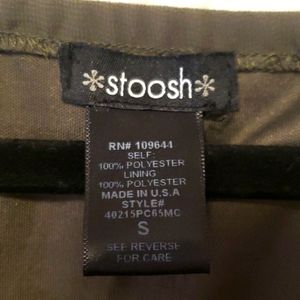 *stoosh*
RN# 109644
SELF:
100% POLYESTER
LINING
100% POLYESTER
MADE IN U.S.A
STYLE#
40215PC65MC
S
SEE REVERSE
FOR CARE